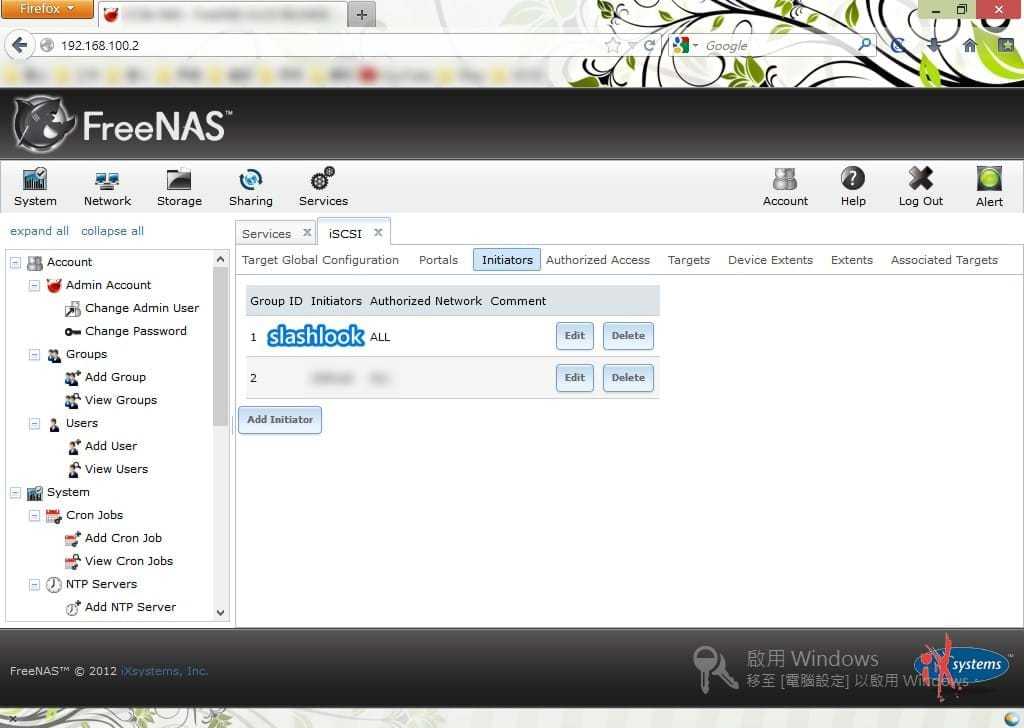 Firefox
192.168.100.2
Google
FreeNAS™
System Network Storage Sharing Services Account Help Log Out Alert
expand all collapse all
Services iSCSI
Target Global Configuration Portals Initiators Authorized Access Targets Device Extents Extents Associated Targets
Account
Admin Account
Change Admin User
Change Password
Groups
Add Group
View Groups
Users
Add User
View Users
System
Cron Jobs
Add Cron Job
View Cron Jobs
NTP Servers
Add NTP Server
Group ID Initiators Authorized Network Comment
1 slashlook ALL Edit Delete
2 Edit Delete
Add Initiator
FreeNAS™ © 2012 iXsystems, Inc.
啟用 Windows
移至 [電腦設定] 以啟用 Windows。
iXsystems™